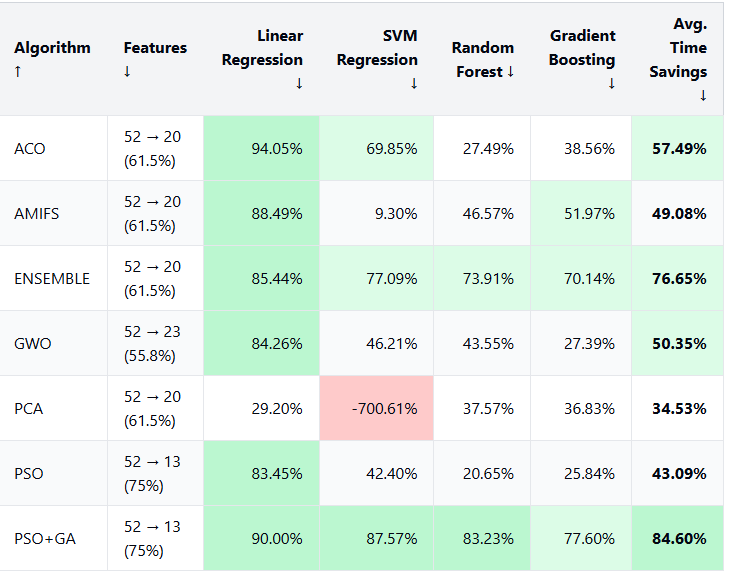 Algorithm ↑ Features ↓ Linear Regression ↓ SVM Regression ↓ Random Forest ↓ Gradient Boosting ↓ Avg. Time Savings ↓
ACO 52 → 20 (61.5%) 94.05% 69.85% 27.49% 38.56% 57.49%
AMIFS 52 → 20 (61.5%) 88.49% 9.30% 46.57% 51.97% 49.08%
ENSEMBLE 52 → 20 (61.5%) 85.44% 77.09% 73.91% 70.14% 76.65%
GWO 52 → 23 (55.8%) 84.26% 46.21% 43.55% 27.39% 50.35%
PCA 52 → 20 (61.5%) 29.20% -700.61% 37.57% 36.83% 34.53%
PSO 52 → 13 (75%) 83.45% 42.40% 20.65% 25.84% 43.09%
PSO+GA 52 → 13 (75%) 90.00% 87.57% 83.23% 77.60% 84.60%